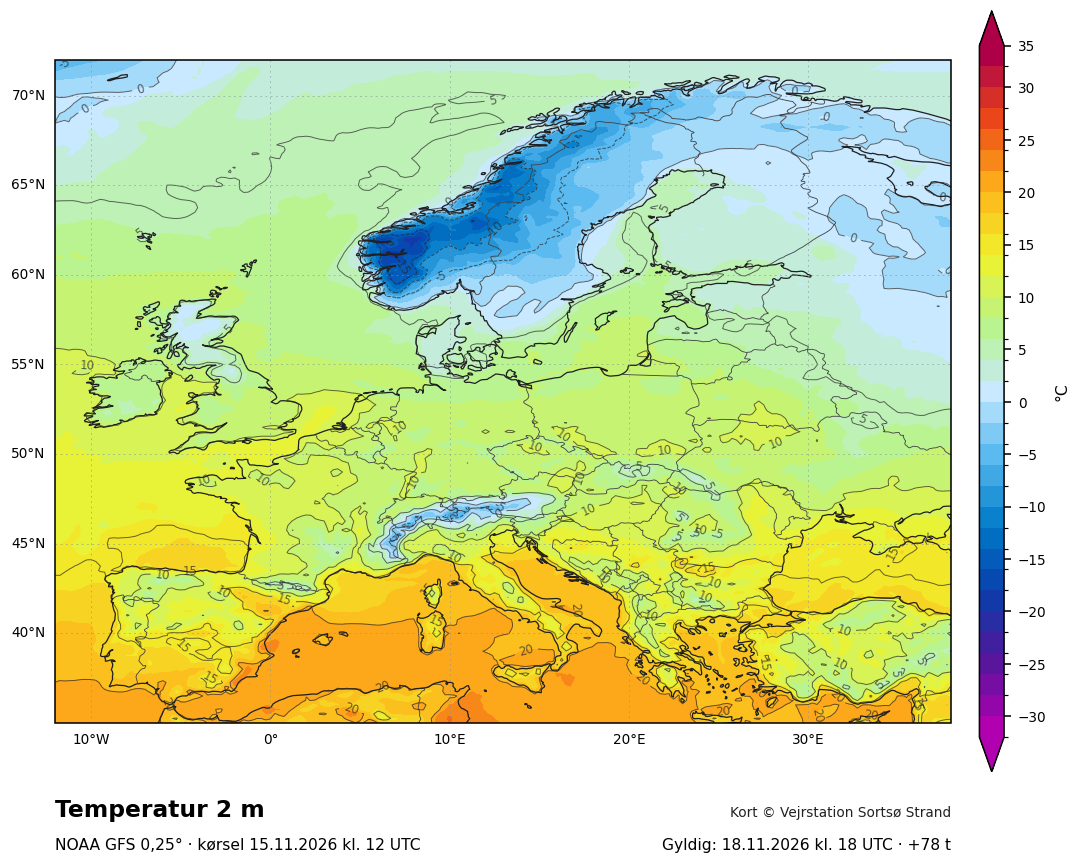 70°N
65°N
60°N
55°N
50°N
45°N
40°N
10°W
0°
10°E
20°E
30°E
35
30
25
20
15
10
5
0
−5
−10
−15
−20
−25
−30
°C
Temperatur 2 m
Kort © Vejrstation Sortsø Strand
NOAA GFS 0,25° · kørsel 15.11.2026 kl. 12 UTC
Gyldig: 18.11.2026 kl. 18 UTC · +78 t